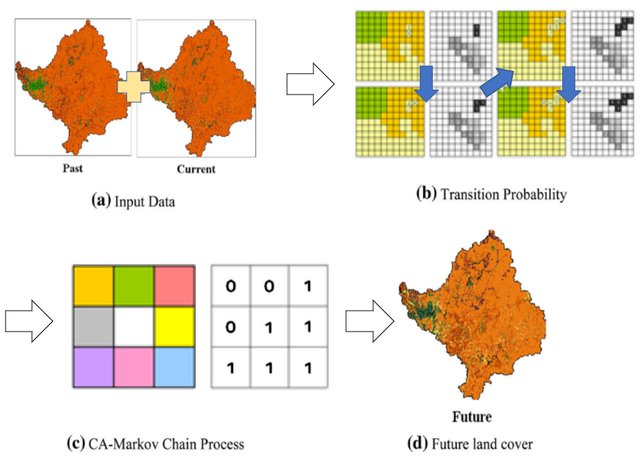 Past
Current
(a) Input Data
(b) Transition Probability
0 0 1
0 1 1
1 1 1
Future
(c) CA-Markov Chain Process
(d) Future land cover